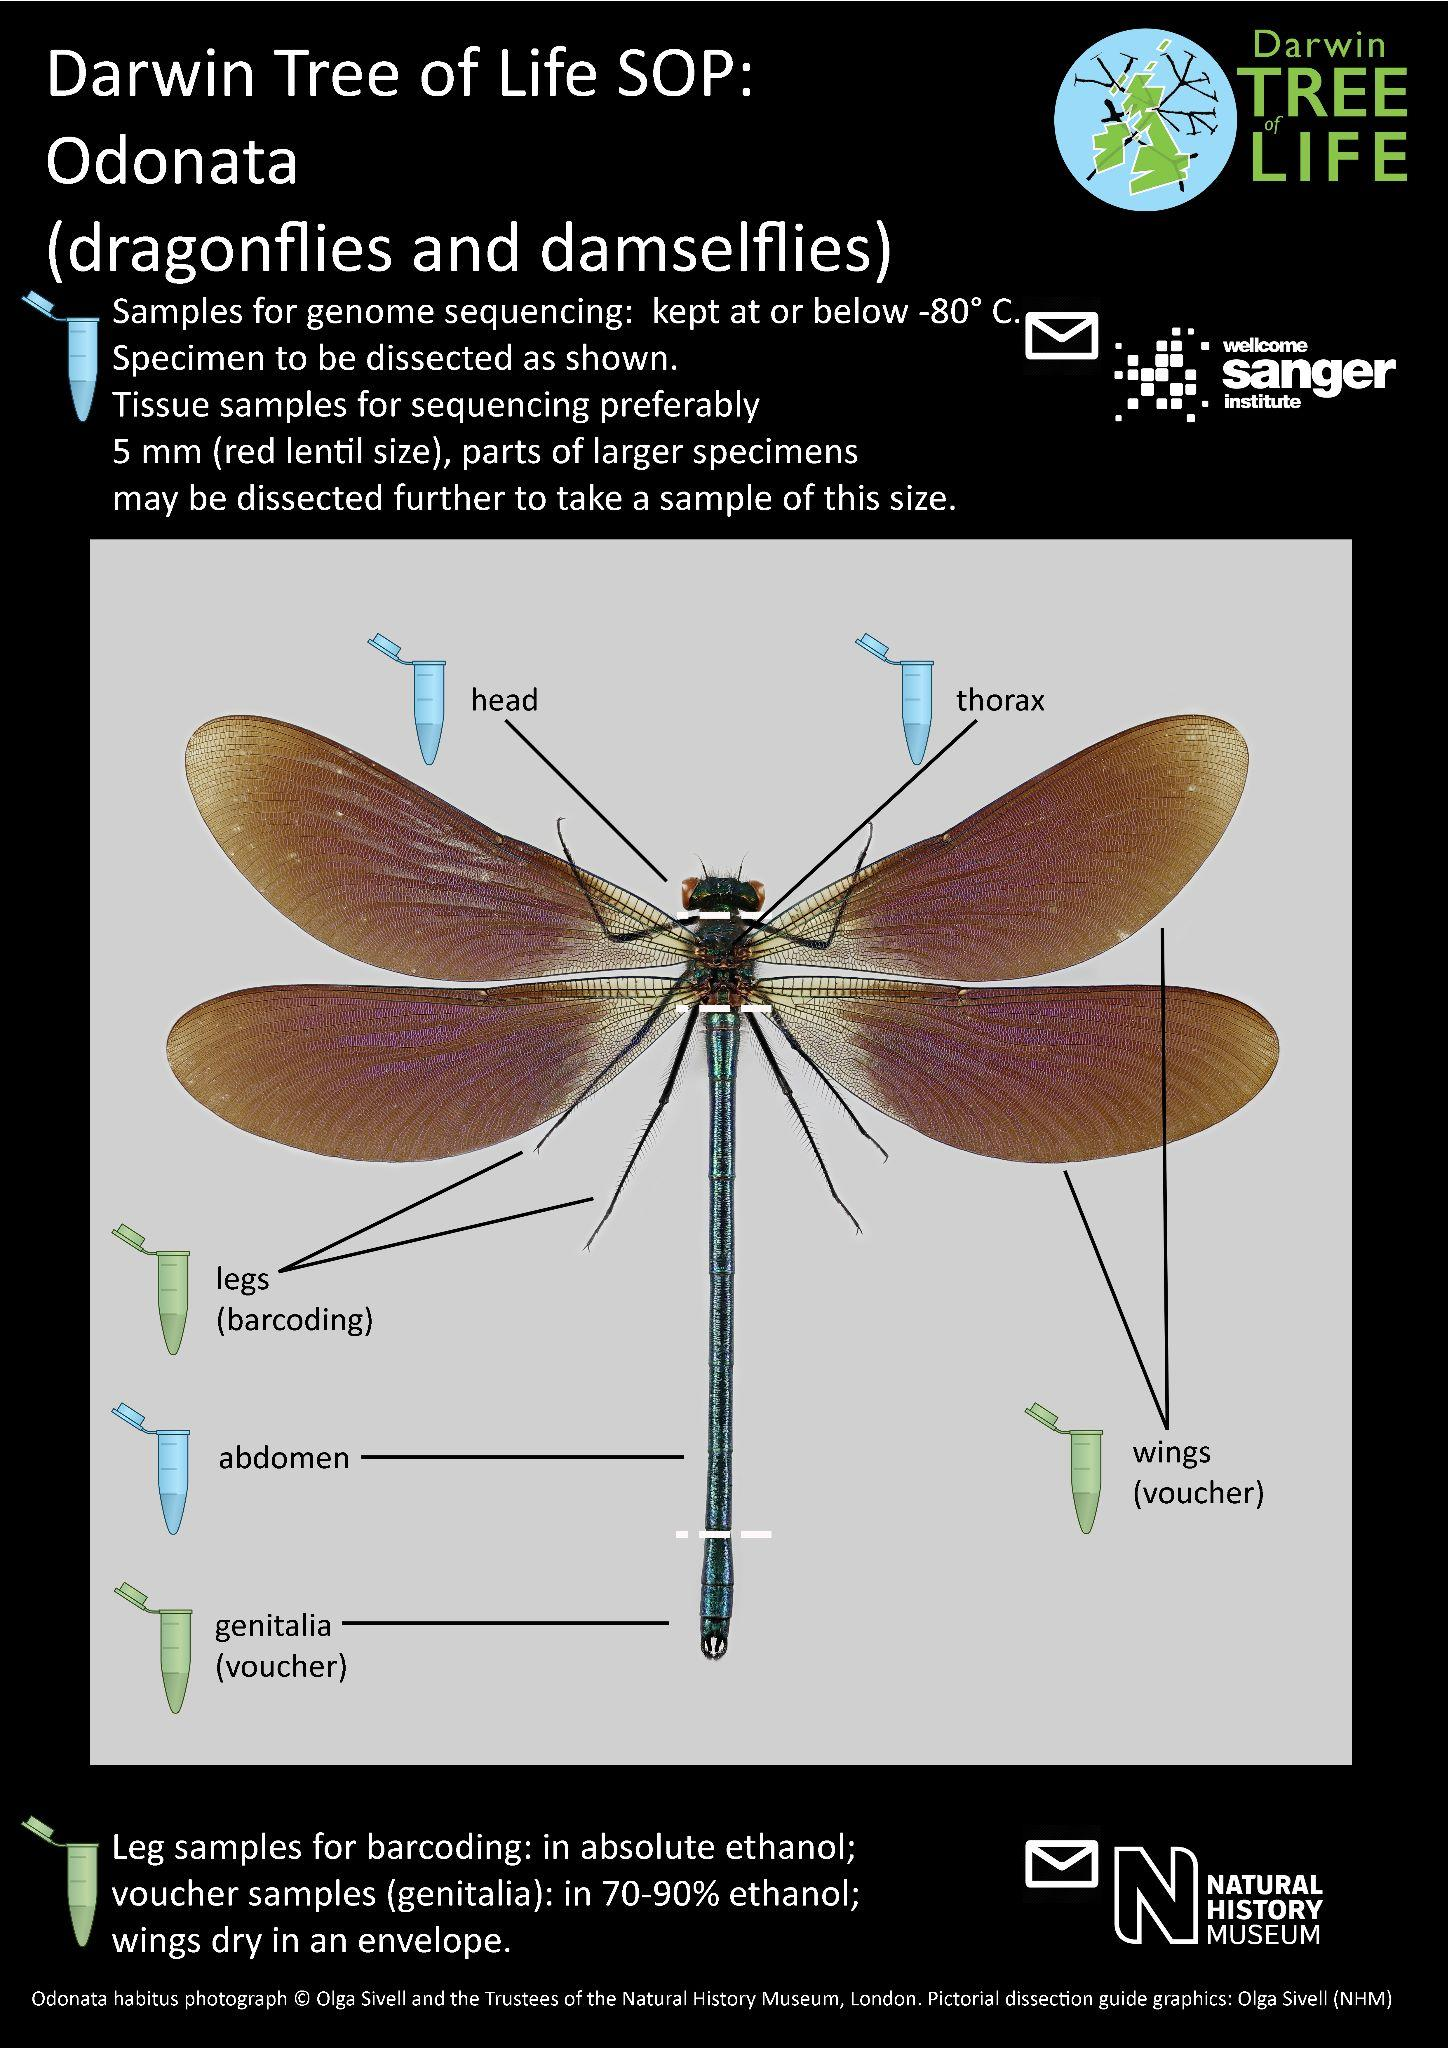 Darwin Tree of Life SOP:
Odonata
(dragonflies and damselflies)
Darwin
TREE
of
LIFE
Samples for genome sequencing: kept at or below -80° C.
Specimen to be dissected as shown.
Tissue samples for sequencing preferably
5 mm (red lentil size), parts of larger specimens
may be dissected further to take a sample of this size.
wellcome
sanger
institute
head
thorax
legs
(barcoding)
abdomen
wings
(voucher)
genitalia
(voucher)
Leg samples for barcoding: in absolute ethanol;
voucher samples (genitalia): in 70-90% ethanol;
wings dry in an envelope.
N
NATURAL
HISTORY
MUSEUM
Odonata habitus photograph © Olga Sivell and the Trustees of the Natural History Museum, London. Pictorial dissection guide graphics: Olga Sivell (NHM)